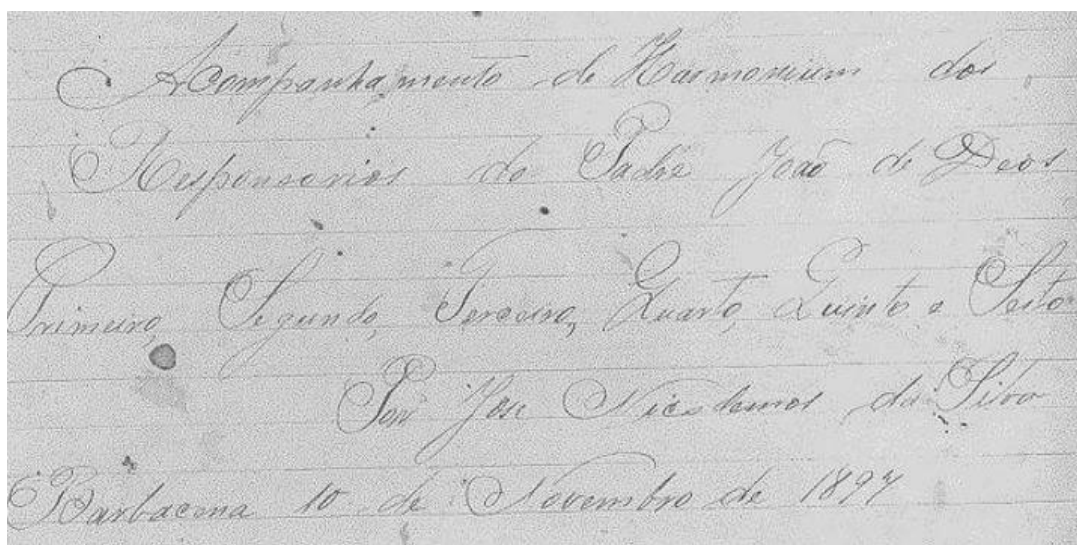 Acompanhamento de Harmonium dos
Responsorios do Padre João de Deos
Primeiro, Segundo, Terceiro, Quarto, Quinto e Sexto
Por José Nicodemos da Silva
Barbacena 10 de Novembro de 1897